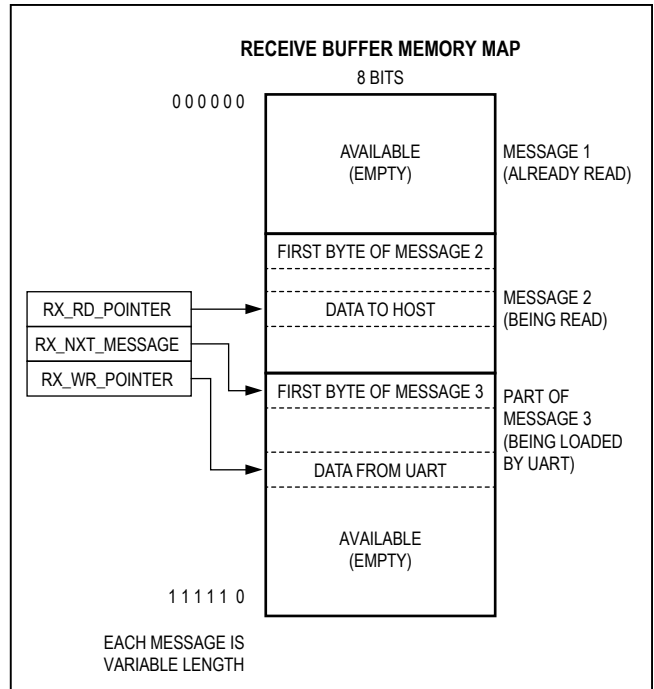 RECEIVE BUFFER MEMORY MAP
8 BITS
000000
AVAILABLE
(EMPTY)
MESSAGE 1
(ALREADY READ)
FIRST BYTE OF MESSAGE 2
RX_RD_POINTER
DATA TO HOST
MESSAGE 2
(BEING READ)
RX_NXT_MESSAGE
RX_WR_POINTER
FIRST BYTE OF MESSAGE 3
PART OF
MESSAGE 3
(BEING LOADED
BY UART)
DATA FROM UART
AVAILABLE
(EMPTY)
111110
EACH MESSAGE IS
VARIABLE LENGTH